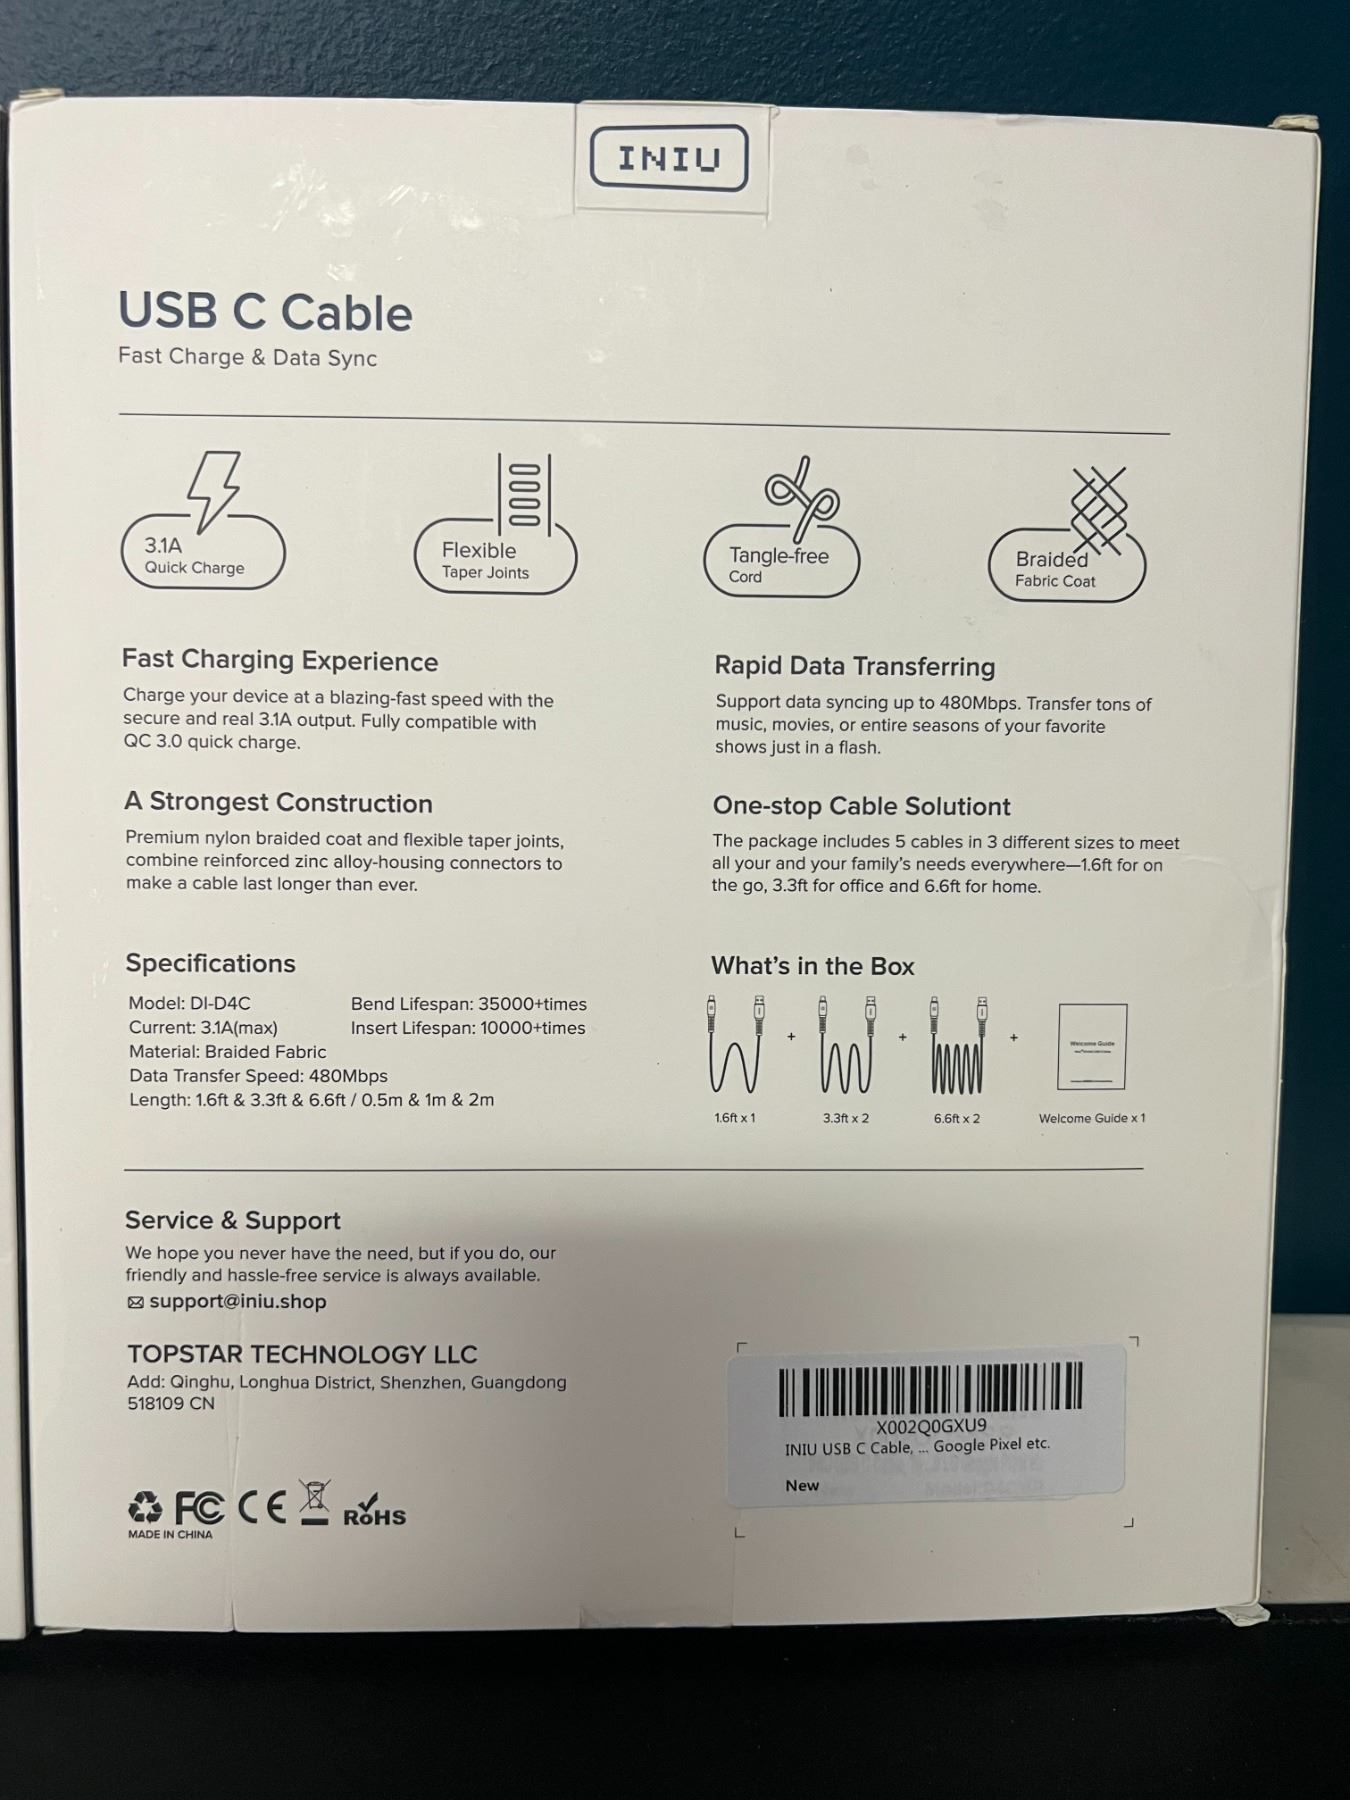 INIU
USB C Cable
Fast Charge & Data Sync
3.1A
Quick Charge
Flexible
Taper Joints
Tangle-free
Cord
Braided
Fabric Coat
Fast Charging Experience
Charge your device at a blazing-fast speed with the
secure and real 3.1A output. Fully compatible with
QC 3.0 quick charge.
Rapid Data Transferring
Support data syncing up to 480Mbps. Transfer tons of
music, movies, or entire seasons of your favorite
shows just in a flash.
A Strongest Construction
Premium nylon braided coat and flexible taper joints,
combine reinforced zinc alloy-housing connectors to
make a cable last longer than ever.
One-stop Cable Solutiont
The package includes 5 cables in 3 different sizes to meet
all your and your family's needs everywhere—1.6ft for on
the go, 3.3ft for office and 6.6ft for home.
Specifications
Model: DI-D4C
Bend Lifespan: 35000+times
Current: 3.1A(max)
Insert Lifespan: 10000+times
Material: Braided Fabric
Data Transfer Speed: 480Mbps
Length: 1.6ft & 3.3ft & 6.6ft / 0.5m & 1m & 2m
What's in the Box
+ + +
Welcome Guide
1.6ft x 1
3.3ft x 2
6.6ft x 2
Welcome Guide x 1
Service & Support
We hope you never have the need, but if you do, our
friendly and hassle-free service is always available.
support@iniu.shop
TOPSTAR TECHNOLOGY LLC
Add: Qinghu, Longhua District, Shenzhen, Guangdong
518109 CN
FC CE RoHS
MADE IN CHINA
X002Q0GXU9
INIU USB C Cable, ... Google Pixel etc.
New